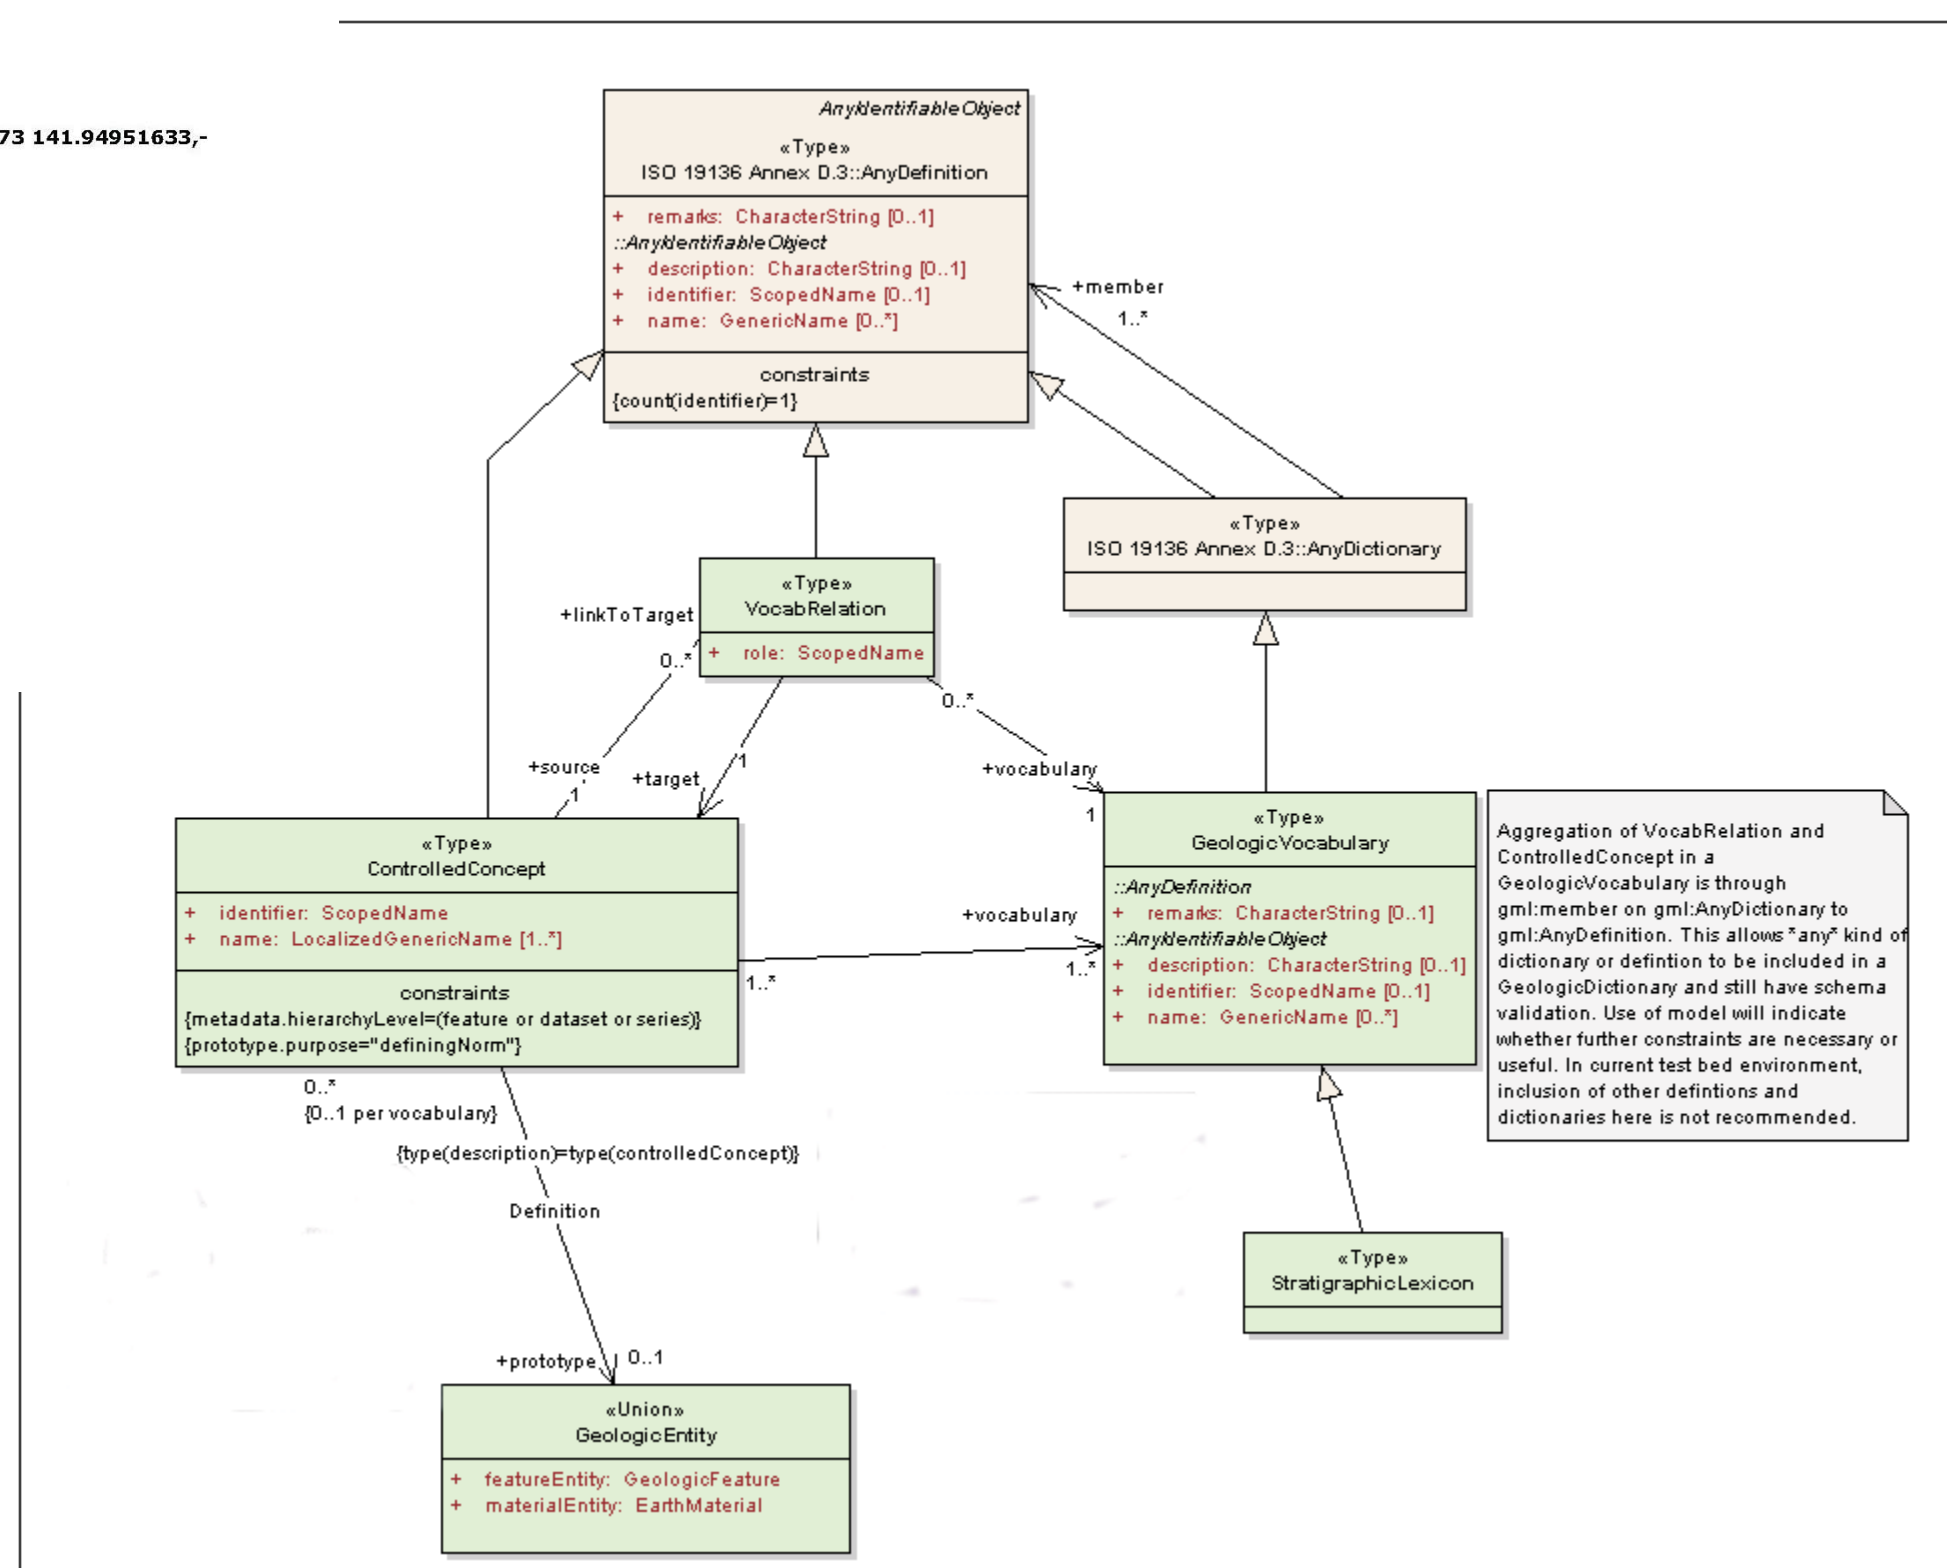 73 141.94951633,-
AnyIdentifiableObject
«Type»
ISO 19136 Annex D.3::AnyDefinition
+ remarks: CharacterString [0..1]
::AnyIdentifiableObject
+ description: CharacterString [0..1]
+ identifier: ScopedName [0..1]
+ name: GenericName [0..*]
constraints
{count(identifier)=1}
+member
1..*
«Type»
ISO 19136 Annex D.3::AnyDictionary
«Type»
VocabRelation
+ role: ScopedName
+linkToTarget
0..*
+source
1
+target
1
0..*
+vocabulary
1
«Type»
ControlledConcept
+ identifier: ScopedName
+ name: LocalizedGenericName [1..*]
constraints
{metadata.hierarchyLevel=(feature or dataset or series)}
{prototype.purpose="definingNorm"}
+vocabulary
1..*
1..*
«Type»
GeologicVocabulary
::AnyDefinition
+ remarks: CharacterString [0..1]
::AnyIdentifiableObject
+ description: CharacterString [0..1]
+ identifier: ScopedName [0..1]
+ name: GenericName [0..*]
Aggregation of VocabRelation and
ControlledConcept in a
GeologicVocabulary is through
gml:member on gml:AnyDictionary to
gml:AnyDefinition. This allows *any* kind of
dictionary or defintion to be included in a
GeologicDictionary and still have schema
validation. Use of model will indicate
whether further constraints are necessary or
useful. In current test bed environment,
inclusion of other defintions and
dictionaries here is not recommended.
0..*
{0..1 per vocabulary}
{type(description)=type(controlledConcept)}
Definition
+prototype
0..1
«Type»
StratigraphicLexicon
«Union»
GeologicEntity
+ featureEntity: GeologicFeature
+ materialEntity: EarthMaterial